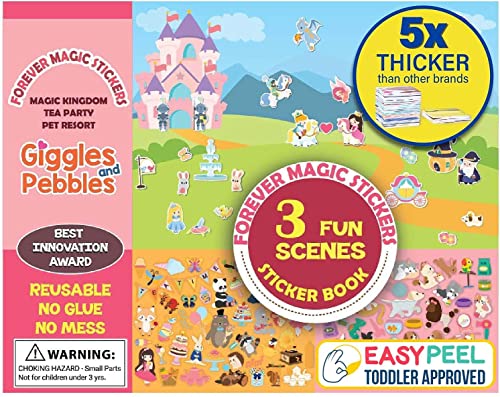 FOREVER MAGIC STICKERS
MAGIC KINGDOM
TEA PARTY
PET RESORT
Giggles
and
Pebbles
BEST
INNOVATION
AWARD
REUSABLE
NO GLUE
NO MESS
WARNING:
CHOKING HAZARD - Small Parts
Not for children under 3 yrs.
5x
THICKER
than other brands
FOREVER MAGIC STICKERS
3 FUN
SCENES
STICKER BOOK
EASYPEEL
TODDLER APPROVED